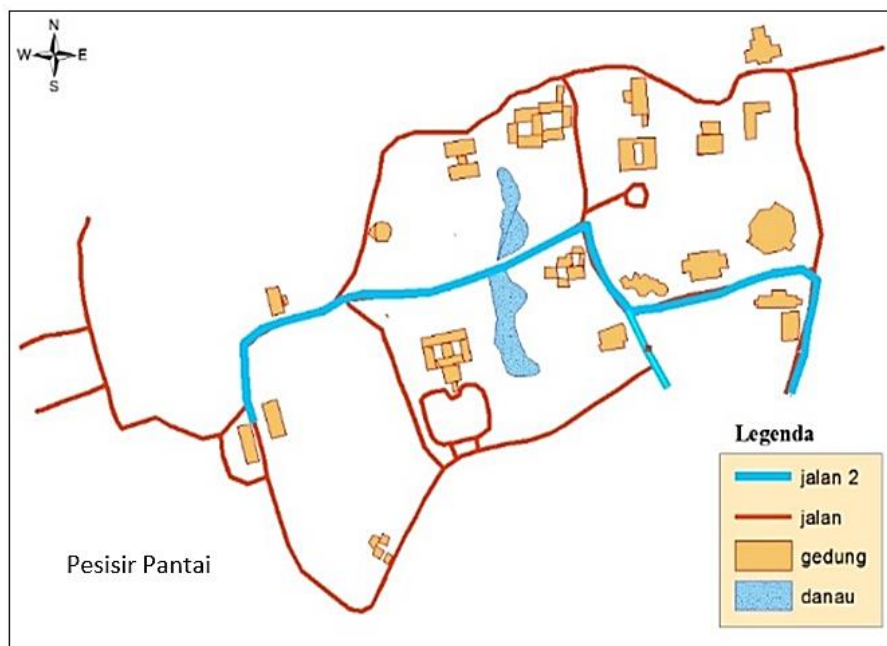 N
W E
S
Legenda
jalan 2
jalan
gedung
danau
Pesisir Pantai